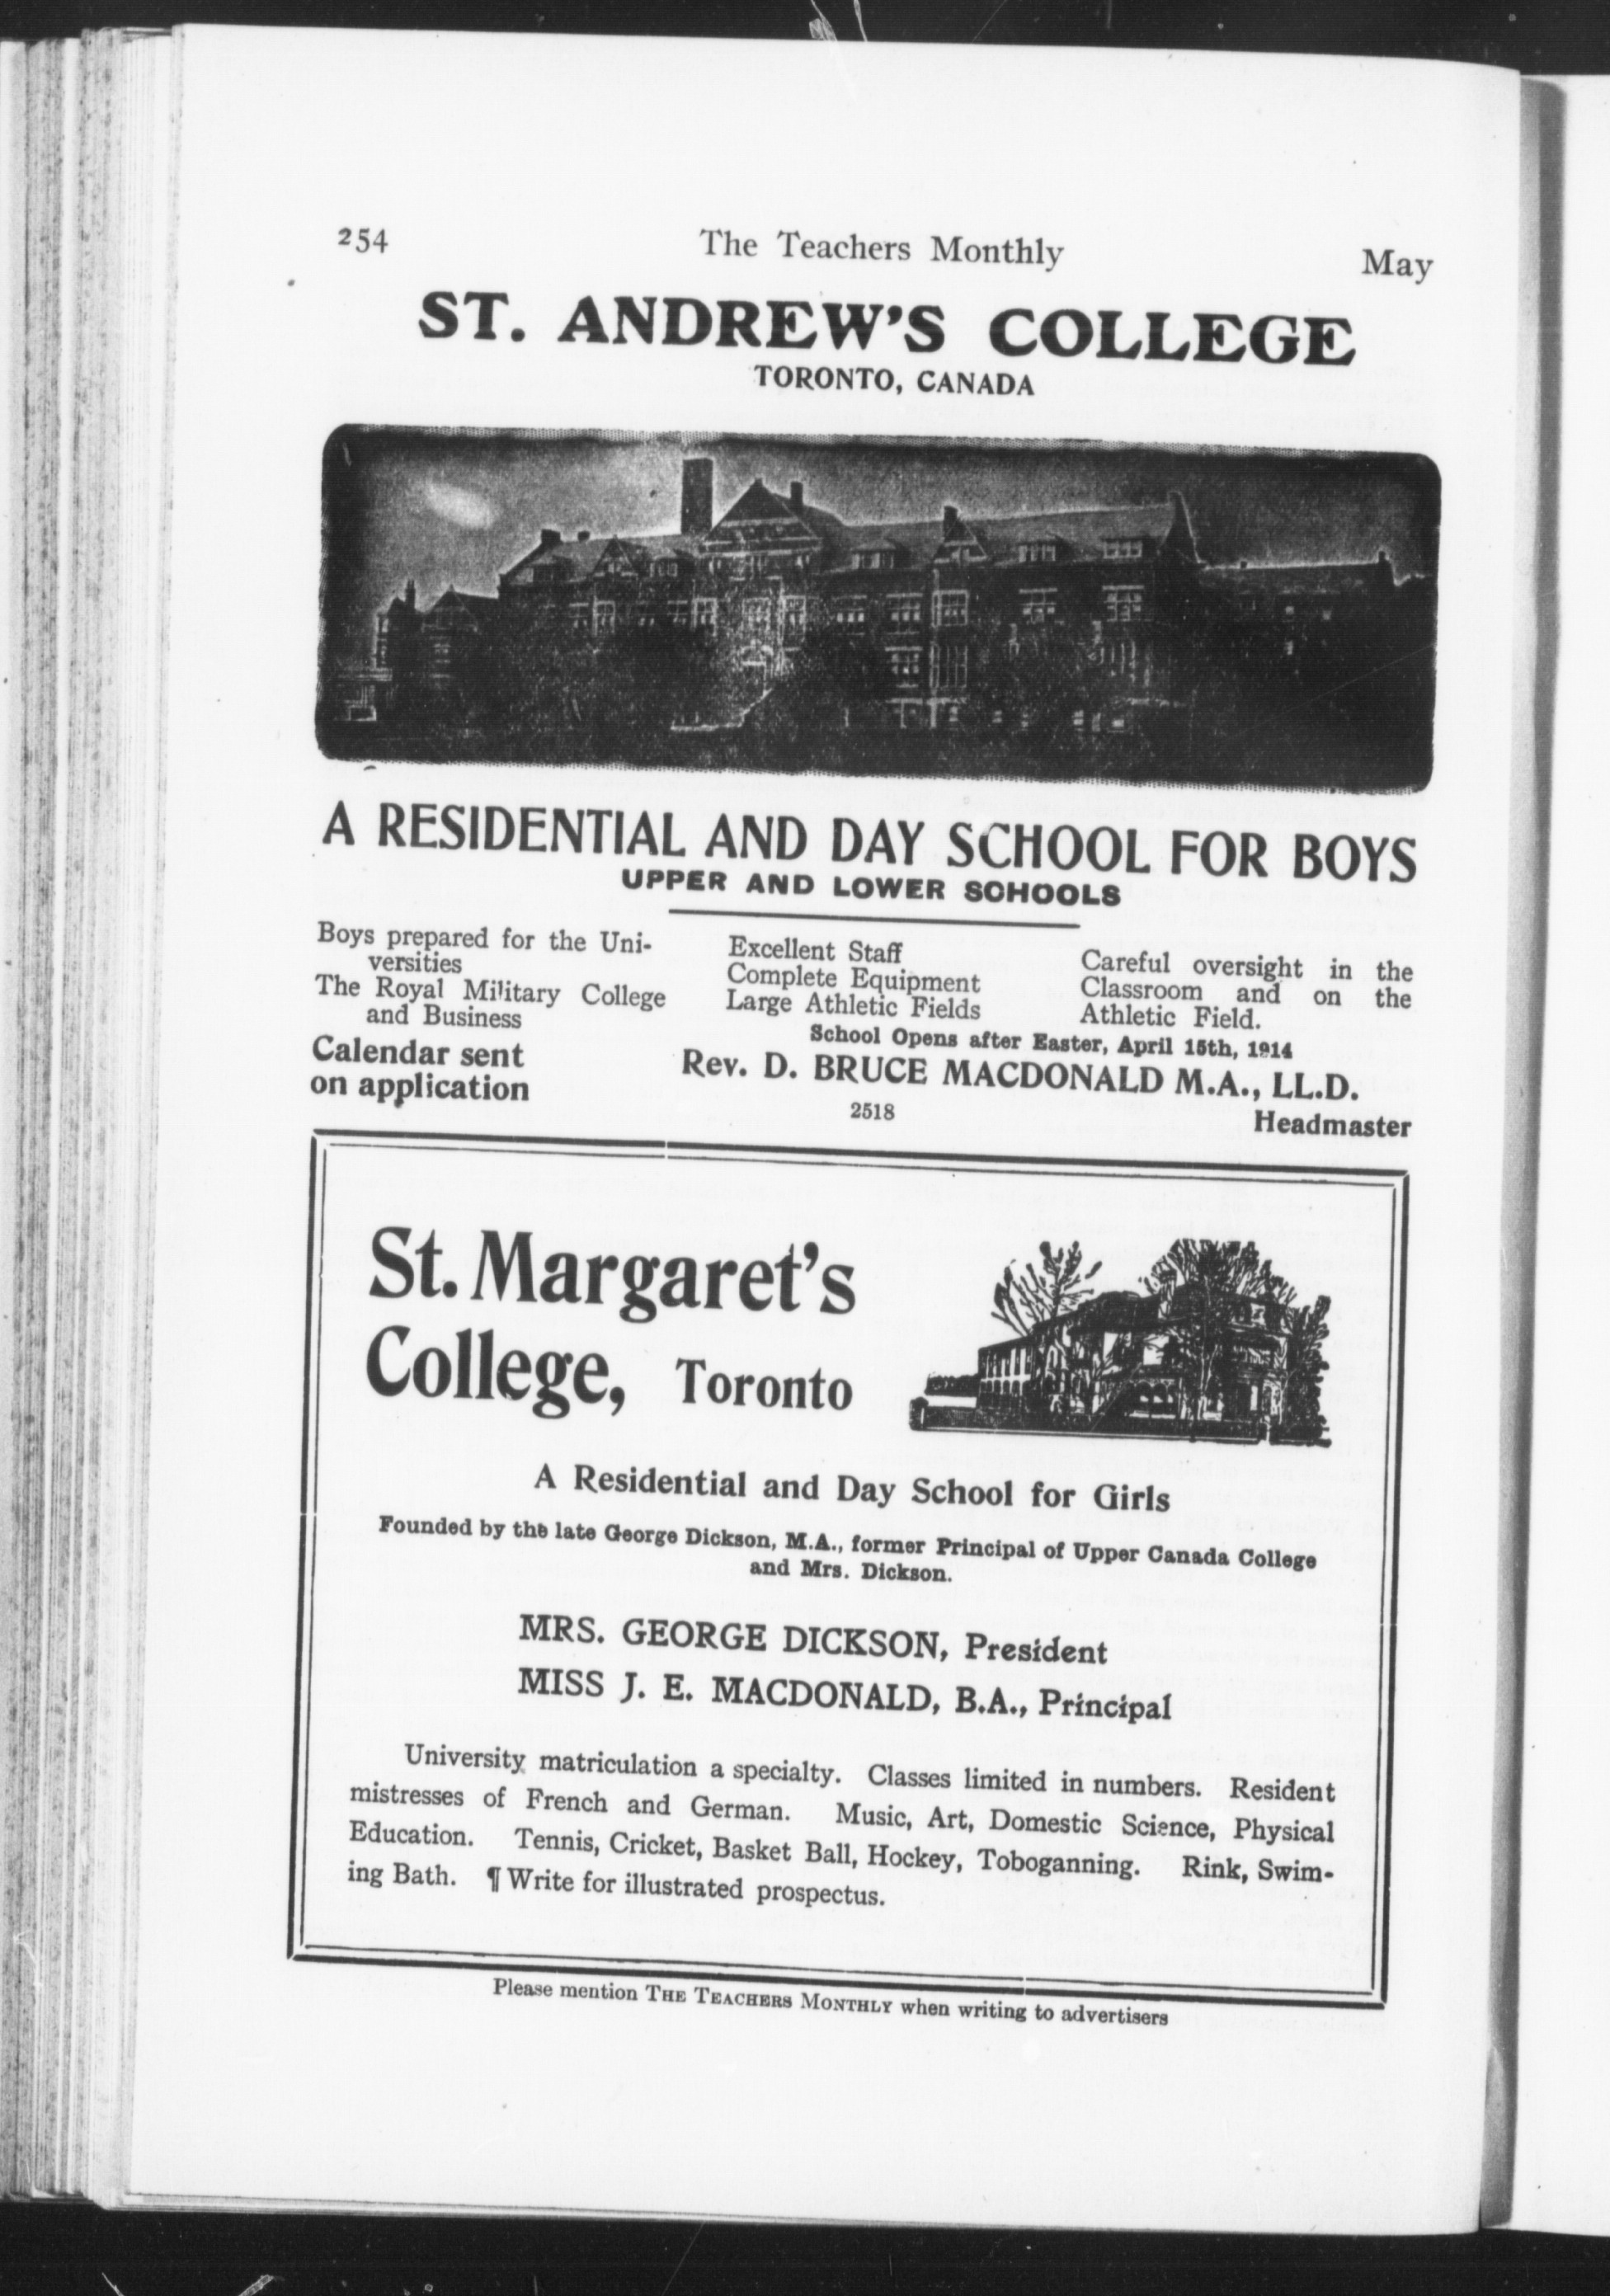 254 The Teachers Monthly May
ST. ANDREW'S COLLEGE
TORONTO, CANADA
A RESIDENTIAL AND DAY SCHOOL FOR BOYS
UPPER AND LOWER SCHOOLS
Boys prepared for the Uni-
versities
The Royal Military College
and Business
Excellent Staff
Complete Equipment
Large Athletic Fields
Careful oversight in the
Classroom and on the
Athletic Field.
School Opens after Easter, April 15th, 1914
Calendar sent
on application
Rev. D. BRUCE MACDONALD M.A., LL.D.
2518 Headmaster
St. Margaret's
College, Toronto
A Residential and Day School for Girls
Founded by the late George Dickson, M.A., former Principal of Upper Canada College
and Mrs. Dickson.
MRS. GEORGE DICKSON, President
MISS J. E. MACDONALD, B.A., Principal
University matriculation a specialty. Classes limited in numbers. Resident
mistresses of French and German. Music, Art, Domestic Science, Physical
Education. Tennis, Cricket, Basket Ball, Hockey, Toboganning. Rink, Swim-
ing Bath. ¶ Write for illustrated prospectus.
Please mention THE TEACHERS MONTHLY when writing to advertisers